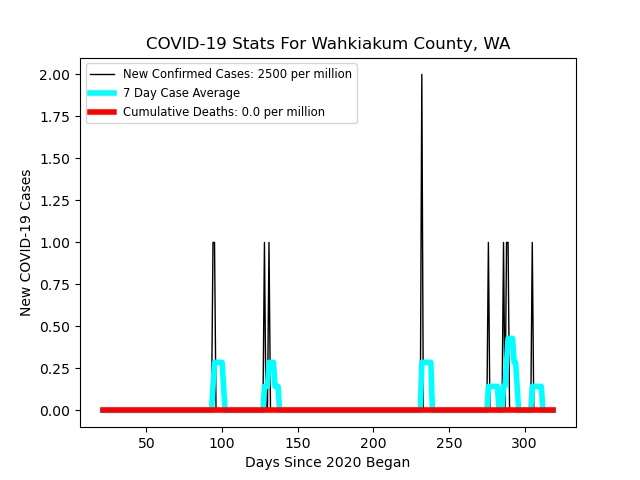 COVID-19 Stats For Wahkiakum County, WA
New Confirmed Cases: 2500 per million
7 Day Case Average
Cumulative Deaths: 0.0 per million
New COVID-19 Cases
2.00
1.75
1.50
1.25
1.00
0.75
0.50
0.25
0.00
50 100 150 200 250 300
Days Since 2020 Began